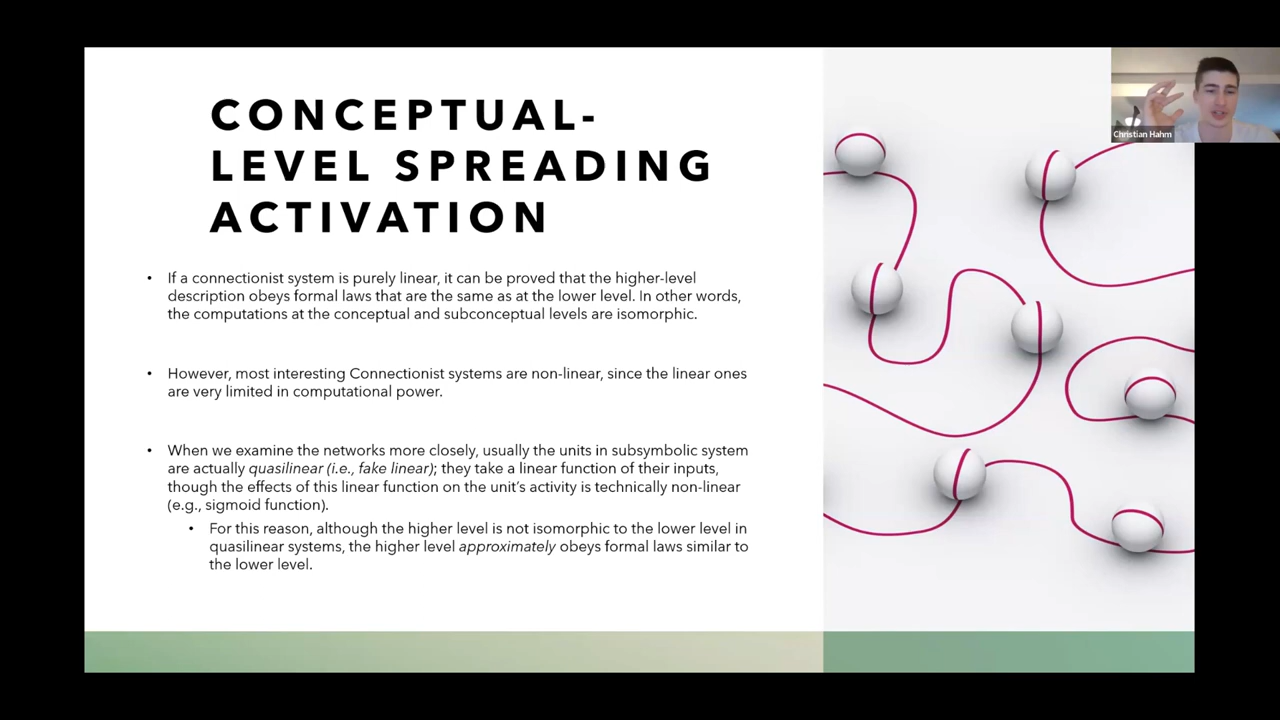 CONCEPTUAL-
LEVEL SPREADING
ACTIVATION
• If a connectionist system is purely linear, it can be proved that the higher-level
description obeys formal laws that are the same as at the lower level. In other words,
the computations at the conceptual and subconceptual levels are isomorphic.
• However, most interesting Connectionist systems are non-linear, since the linear ones
are very limited in computational power.
• When we examine the networks more closely, usually the units in subsymbolic system
are actually quasilinear (i.e., fake linear); they take a linear function of their inputs,
though the effects of this linear function on the unit's activity is technically non-linear
(e.g., sigmoid function).
• For this reason, although the higher level is not isomorphic to the lower level in
quasilinear systems, the higher level approximately obeys formal laws similar to
the lower level.
Christian Hahm